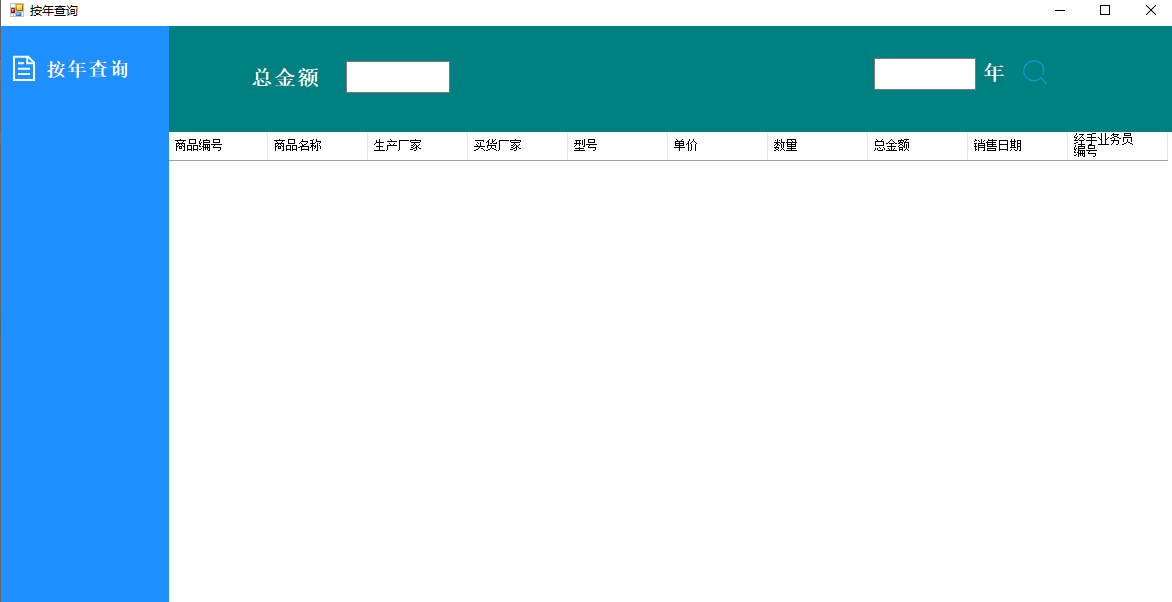 按年查询
按年查询
总金额
年
商品编号 商品名称 生产厂家 买货厂家 型号 单价 数量 总金额 销售日期 经手业务员
编号